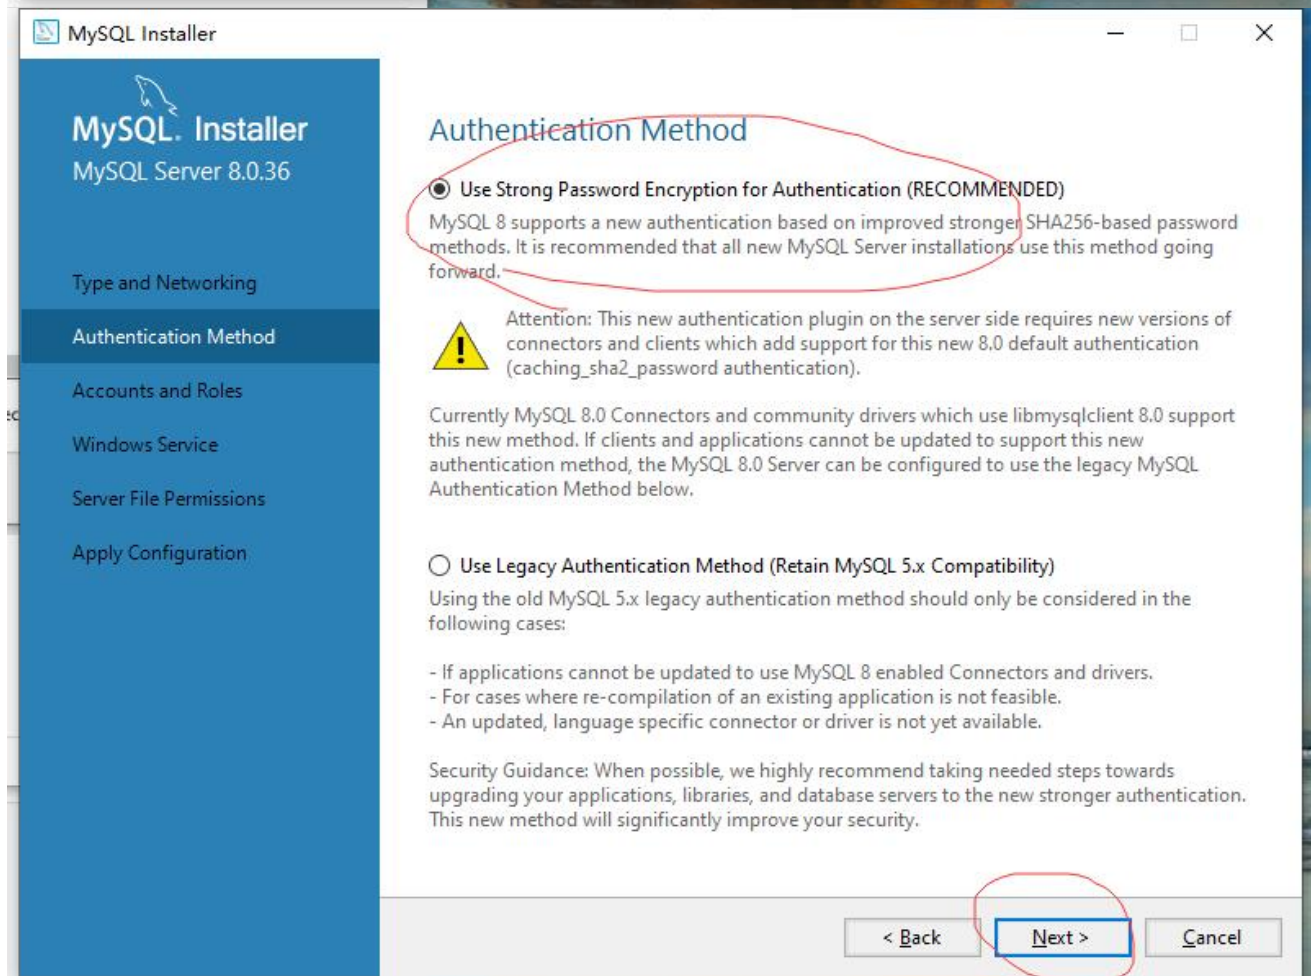 MySQL Installer
MySQL. Installer
MySQL Server 8.0.36
Type and Networking
Authentication Method
Accounts and Roles
Windows Service
Server File Permissions
Apply Configuration
Authentication Method
Use Strong Password Encryption for Authentication (RECOMMENDED)
MySQL 8 supports a new authentication based on improved stronger SHA256-based password
methods. It is recommended that all new MySQL Server installations use this method going
forward.
Attention: This new authentication plugin on the server side requires new versions of
connectors and clients which add support for this new 8.0 default authentication
(caching_sha2_password authentication).
Currently MySQL 8.0 Connectors and community drivers which use libmysqlclient 8.0 support
this new method. If clients and applications cannot be updated to support this new
authentication method, the MySQL 8.0 Server can be configured to use the legacy MySQL
Authentication Method below.
Use Legacy Authentication Method (Retain MySQL 5.x Compatibility)
Using the old MySQL 5.x legacy authentication method should only be considered in the
following cases:
- If applications cannot be updated to use MySQL 8 enabled Connectors and drivers.
- For cases where re-compilation of an existing application is not feasible.
- An updated, language specific connector or driver is not yet available.
Security Guidance: When possible, we highly recommend taking needed steps towards
upgrading your applications, libraries, and database servers to the new stronger authentication.
This new method will significantly improve your security.
< Back
Next >
Cancel